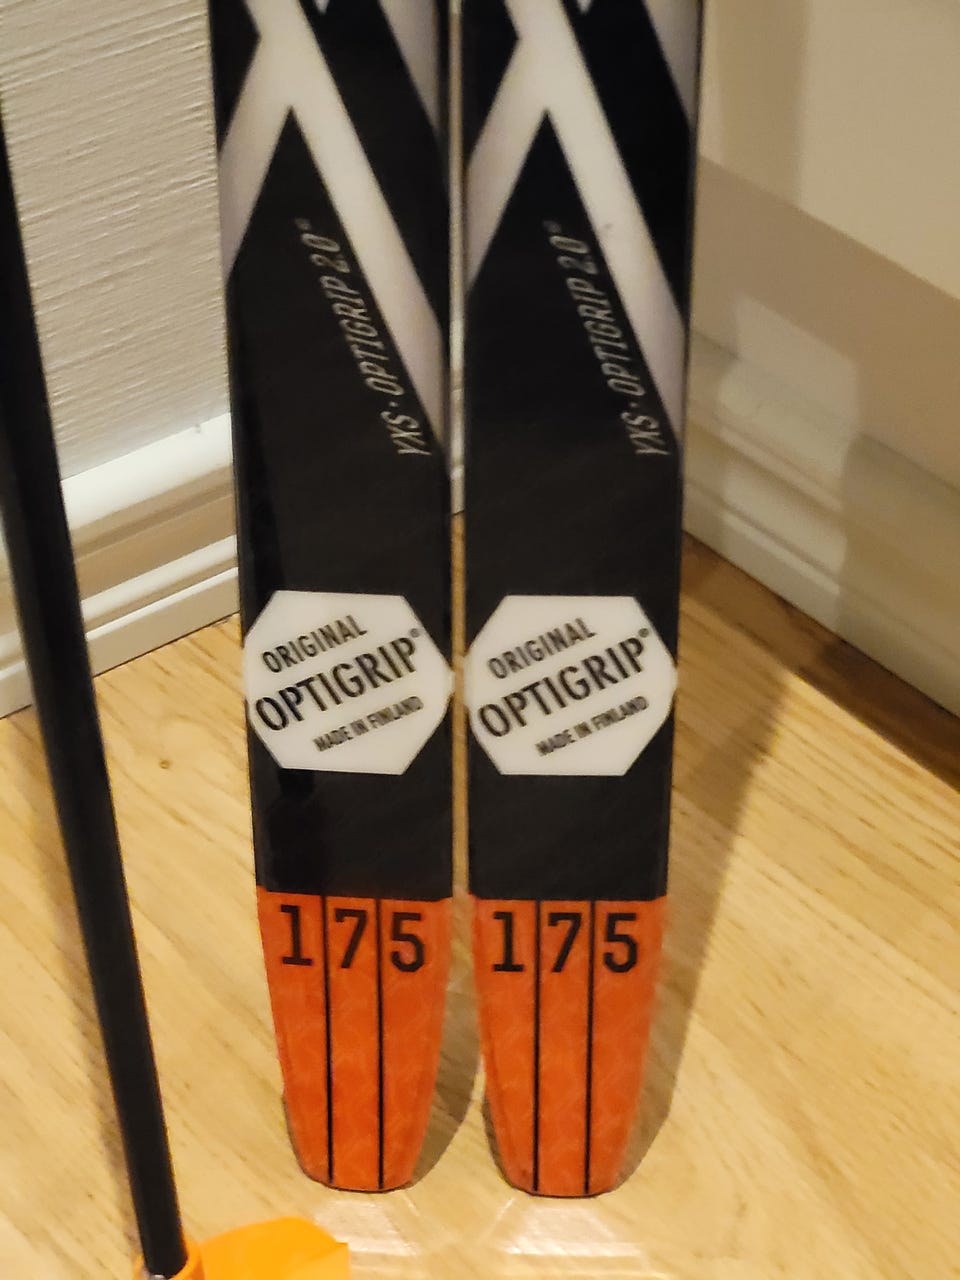 YXS · OPTIGRIP 2.0®
YXS · OPTIGRIP 2.0®
ORIGINAL
OPTIGRIP®
MADE IN FINLAND
ORIGINAL
OPTIGRIP®
MADE IN FINLAND
175
175